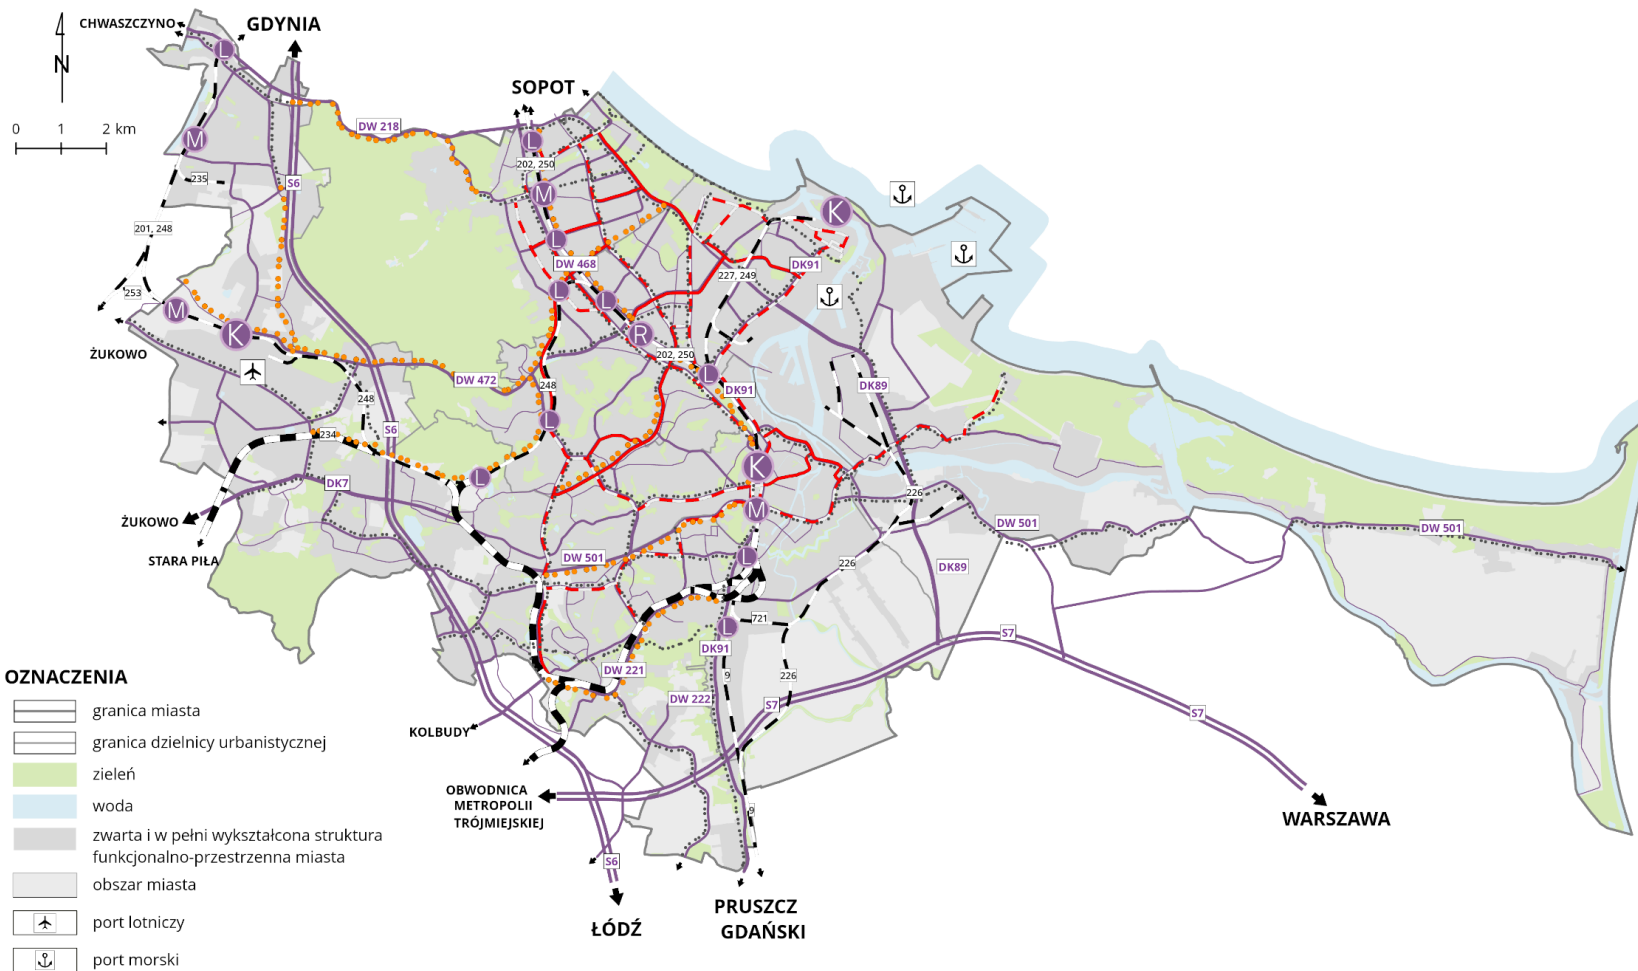 CHWASZCZYNO
GDYNIA
N
0 1 2 km
SOPOT
L
DW 218
L
M
202, 250
235
S6
M
K
201, 248
L
DW 468
DK91
227, 249
253
L
L
M
K
R
ŻUKOWO
202, 250
L
DW 472
248
DK91
DK89
248
L
S6
234
K
L
DK7
226
M
ŻUKOWO
DW 501
DW 501
STARA PIŁA
DW 501
L
226
DK89
721
L
S7
DK91
DW 221
9
226
DW 222
S7
S7
KOLBUDY
OBWODNICA
METROPOLII
TRÓJMIEJSKIEJ
9
WARSZAWA
S6
PRUSZCZ
GDAŃSKI
ŁÓDŹ
OZNACZENIA
granica miasta
granica dzielnicy urbanistycznej
zieleń
woda
zwarta i w pełni wykształcona struktura
funkcjonalno-przestrzenna miasta
obszar miasta
port lotniczy
port morski